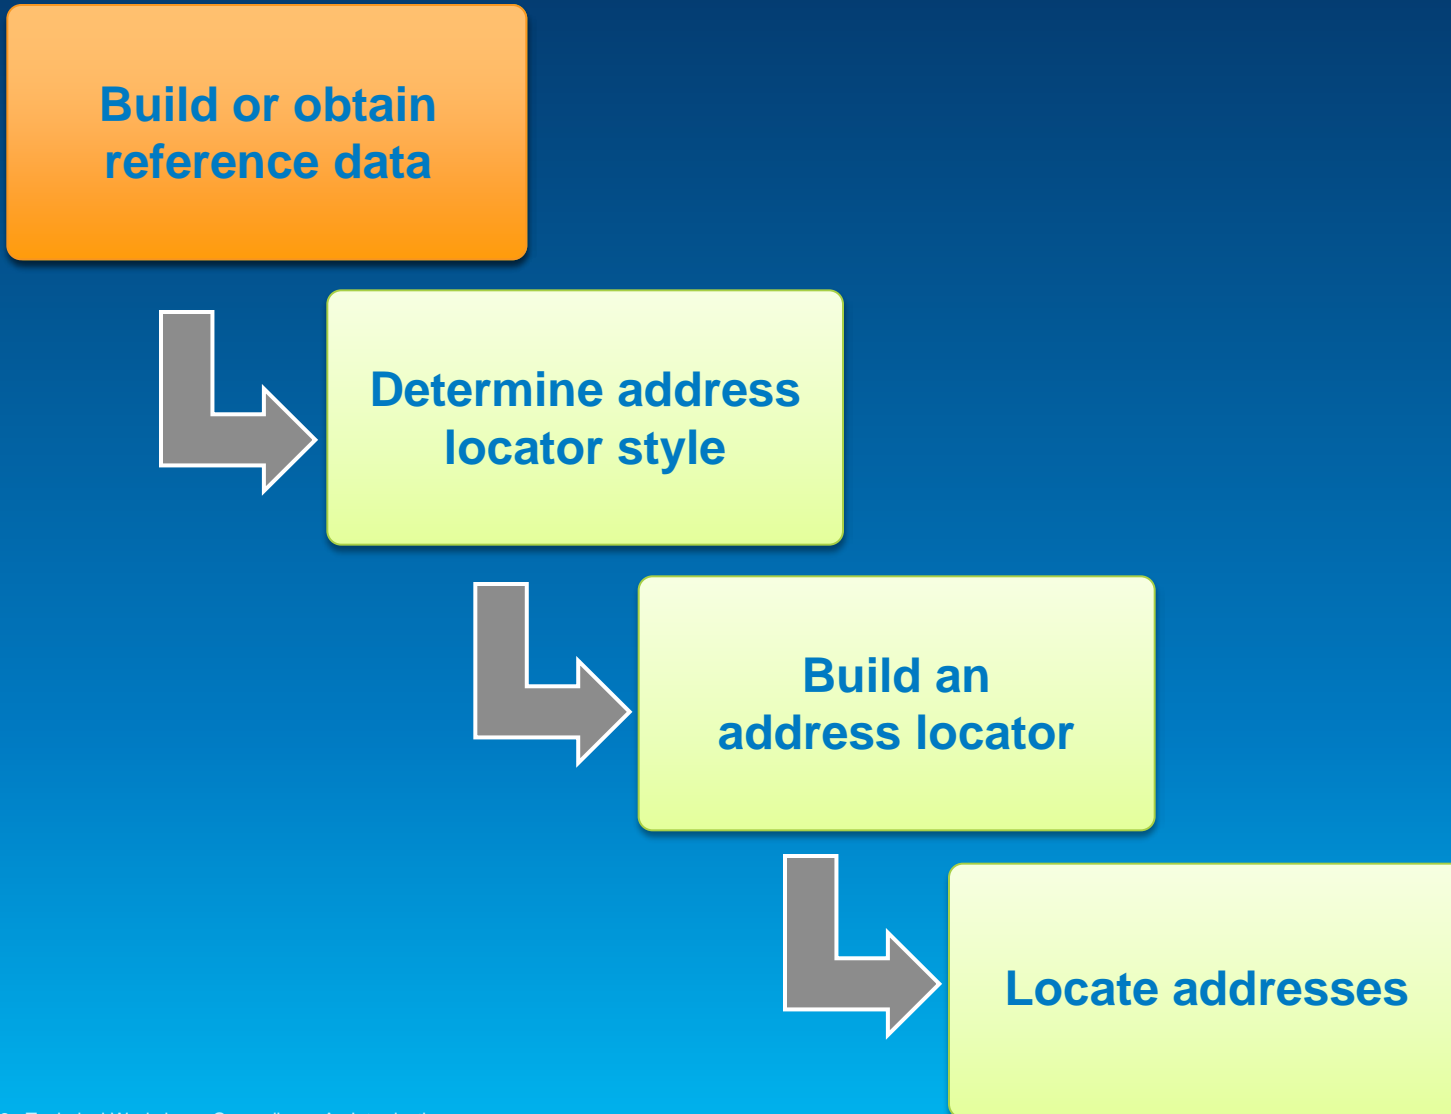 Build or obtain
reference data
Determine address
locator style
Build an
address locator
Locate addresses